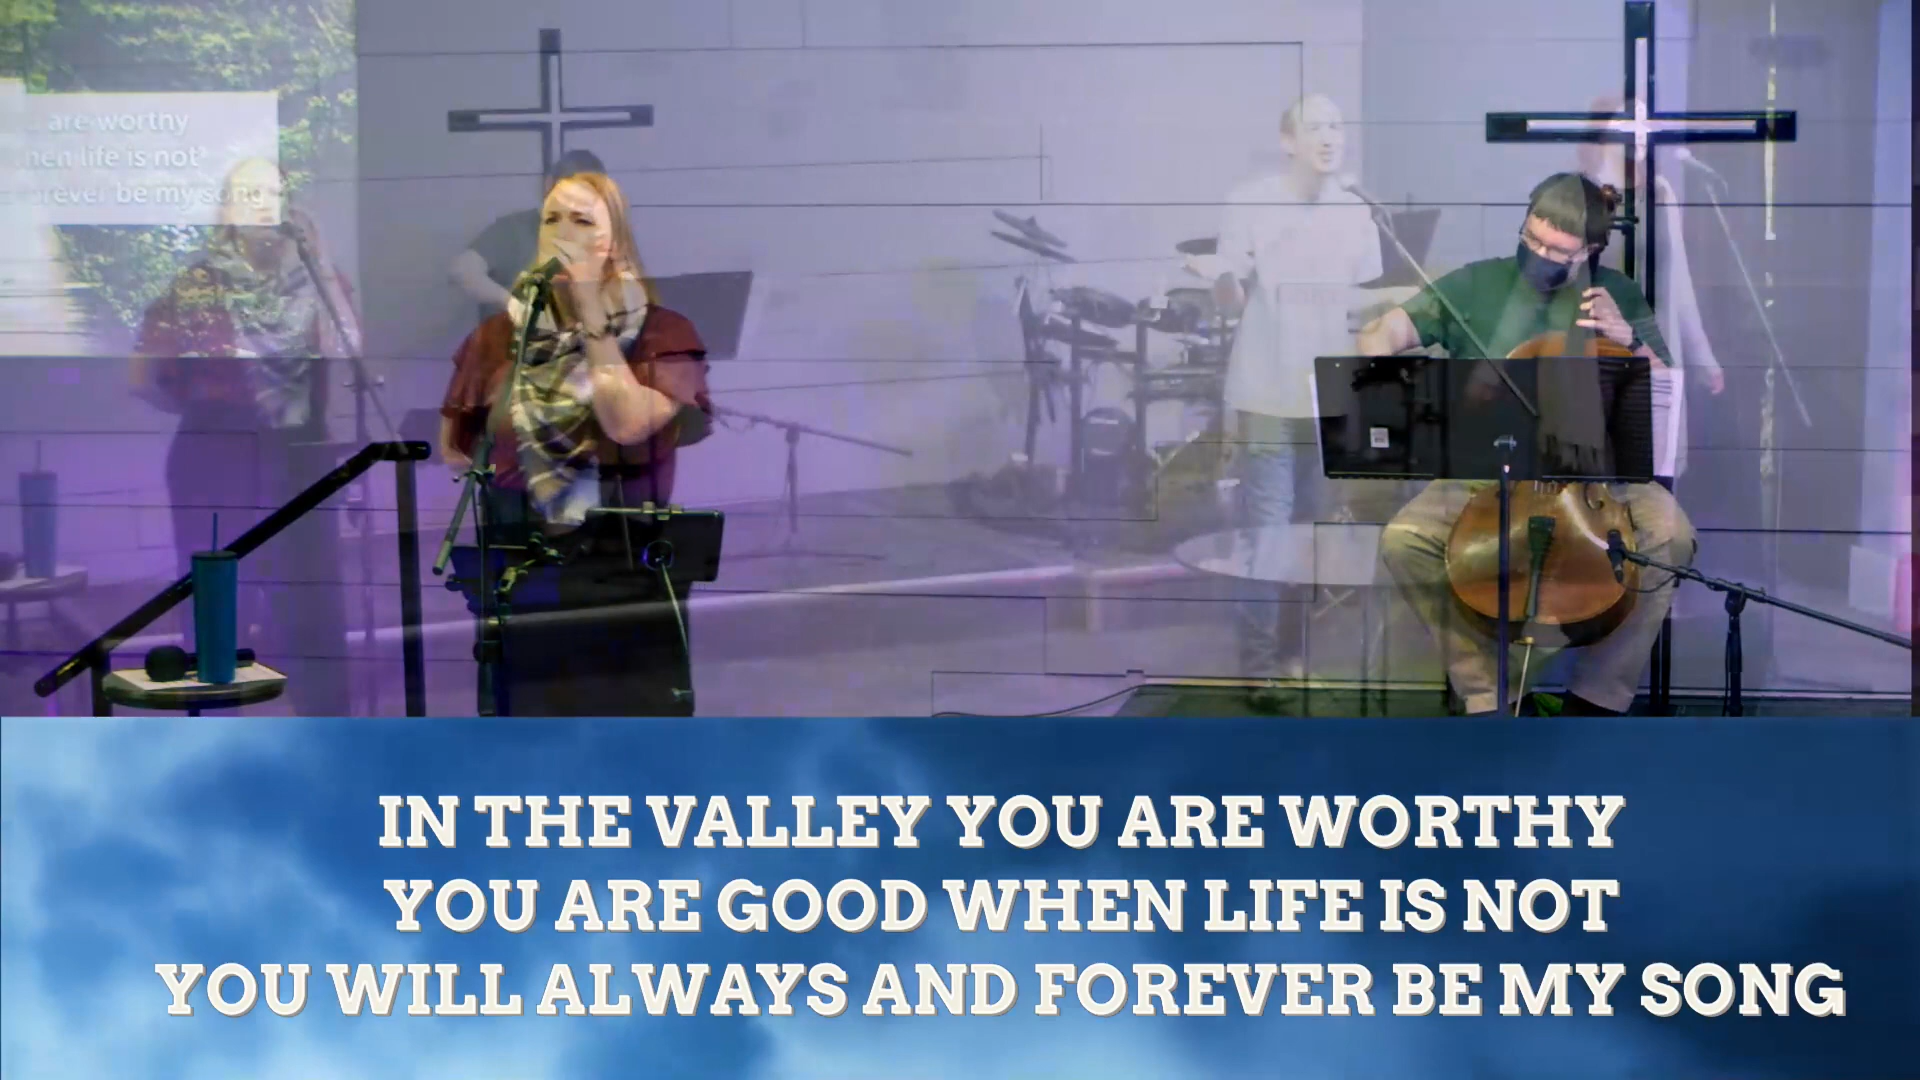 are worthy
life is not
be my song
IN THE VALLEY YOU ARE WORTHY
YOU ARE GOOD WHEN LIFE IS NOT
YOU WILL ALWAYS AND FOREVER BE MY SONG